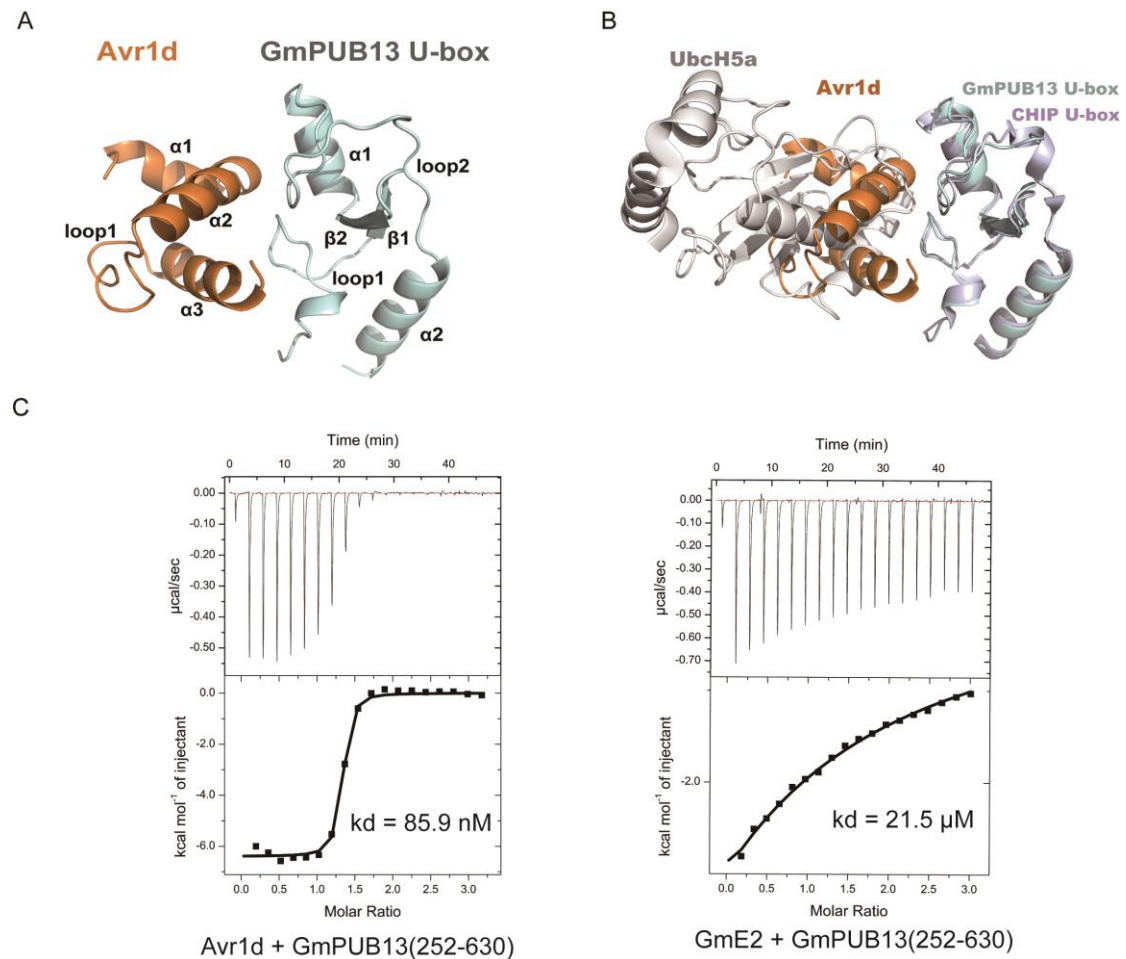 A
Avr1d
GmPUB13 U-box
α1
α2
loop1
α3
α1
loop2
β2
β1
loop1
α2
B
UbcH5a
Avr1d
GmPUB13 U-box
CHIP U-box
C
Time (min)
0 10 20 30 40
0.00
-0.10
-0.20
-0.30
-0.40
-0.50
µcal/sec
0.0
-2.0
-4.0
-6.0
kcal mol⁻¹ of injectant
kd = 85.9 nM
0.0 0.5 1.0 1.5 2.0 2.5 3.0
Molar Ratio
Avr1d + GmPUB13(252-630)
Time (min)
0 10 20 30 40
0.00
-0.10
-0.20
-0.30
-0.40
-0.50
-0.60
-0.70
µcal/sec
-2.0
kcal mol⁻¹ of injectant
kd = 21.5 µM
0.0 0.5 1.0 1.5 2.0 2.5 3.0
Molar Ratio
GmE2 + GmPUB13(252-630)